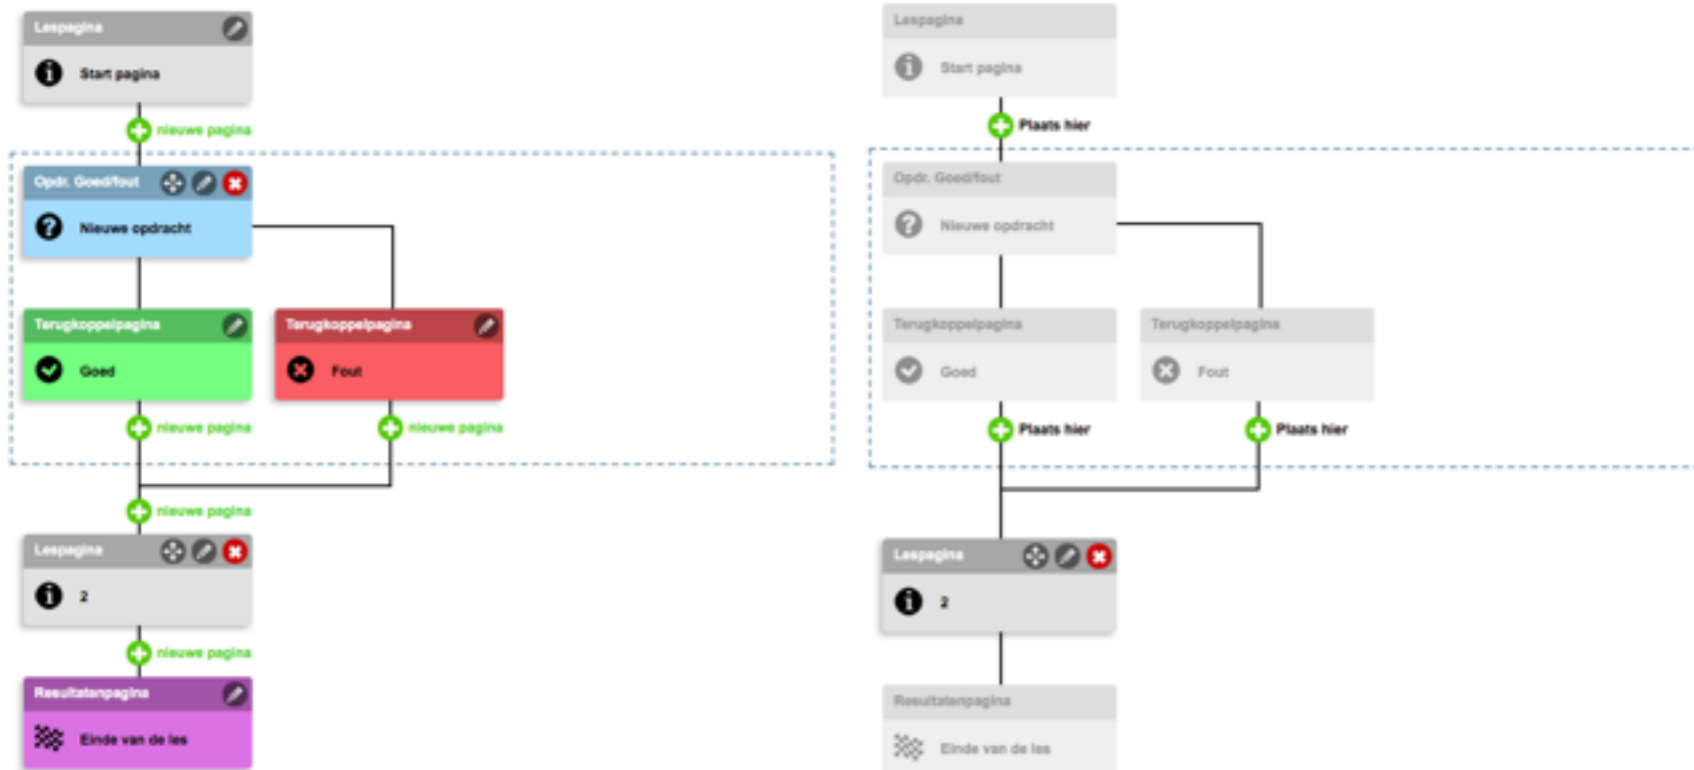 Lespagina
Start pagina
nieuwe pagina
Opdr. Goed/fout
Nieuwe opdracht
Terugkoppelpagina
Goed
Terugkoppelpagina
Fout
nieuwe pagina
nieuwe pagina
nieuwe pagina
Lespagina
2
nieuwe pagina
Resultatenpagina
Einde van de les
Lespagina
Start pagina
Plaats hier
Opdr. Goed/fout
Nieuwe opdracht
Terugkoppelpagina
Goed
Terugkoppelpagina
Fout
Plaats hier
Plaats hier
Lespagina
2
Resultatenpagina
Einde van de les